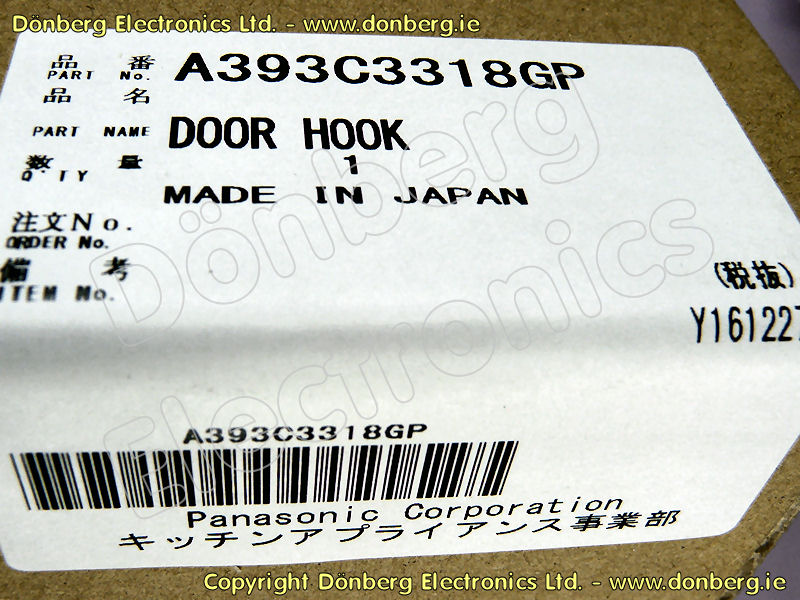 Dönberg Electronics Ltd. - www.donberg.ie
品 番 A393C3318GP
PART No.
品 名
PART NAME DOOR HOOK
数 量 1
Q'TY
MADE IN JAPAN
注文No.
ORDER No.
備 考
ITEM No.
(税抜)
Y161227
Dönberg
Electronics
A393C3318GP
Panasonic Corporation
キッチンアプライアンス事業部
Copyright Dönberg Electronics Ltd. - www.donberg.ie